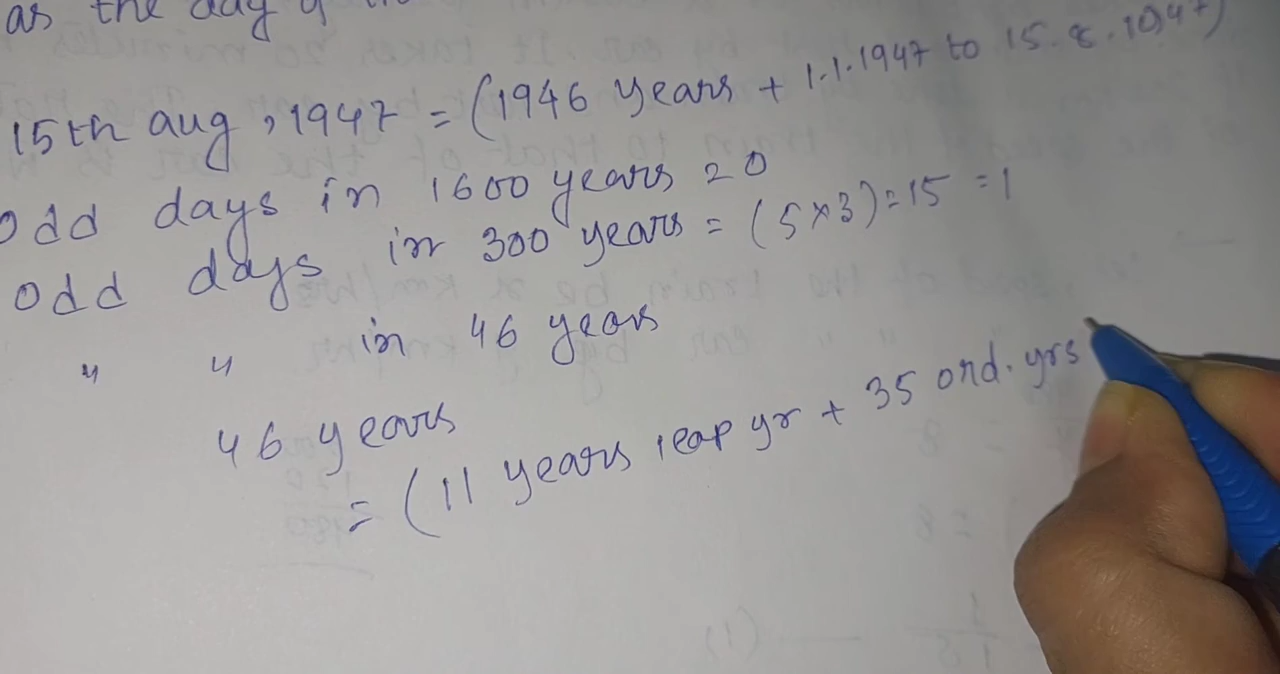 as the day of
15th aug, 1947 = (1946 years + 1.1.1947 to 15.8.1947)
Odd days in 1600 years = 0
Odd days in 300 years = (5×3) = 15 = 1
" " in 46 years
46 years
= (11 years leap yr + 35 ord. yrs